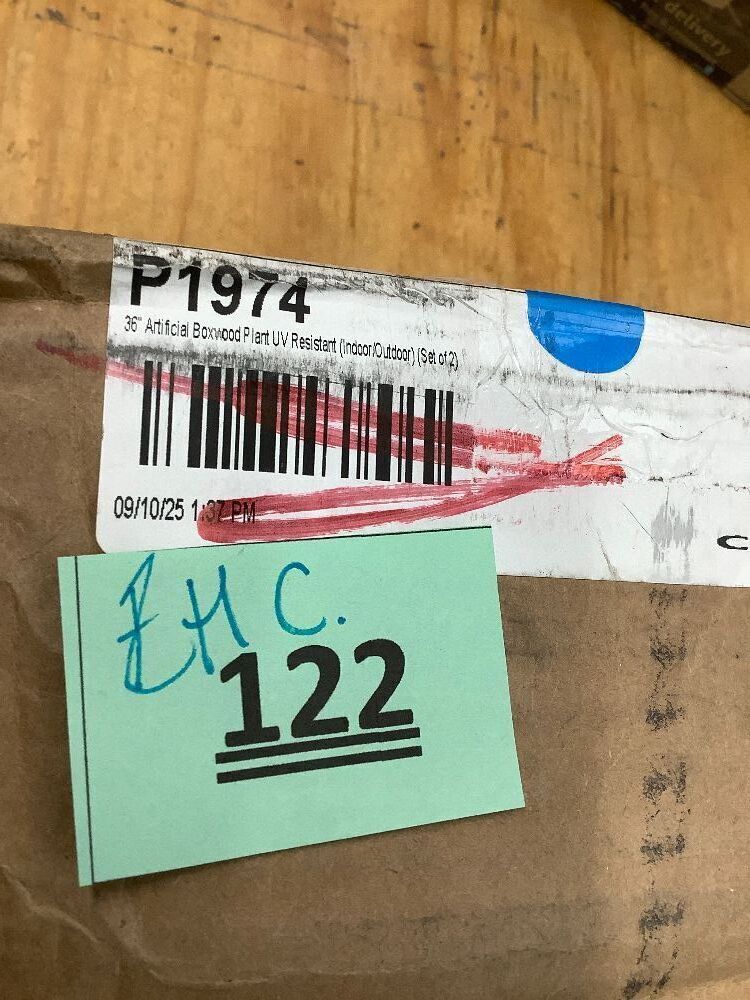 delivery
P1974
36" Artificial Boxwood Plant UV Resistant (Indoor/Outdoor) (Set of 2)
09/10/25 1:37 PM
C
EHC.
122